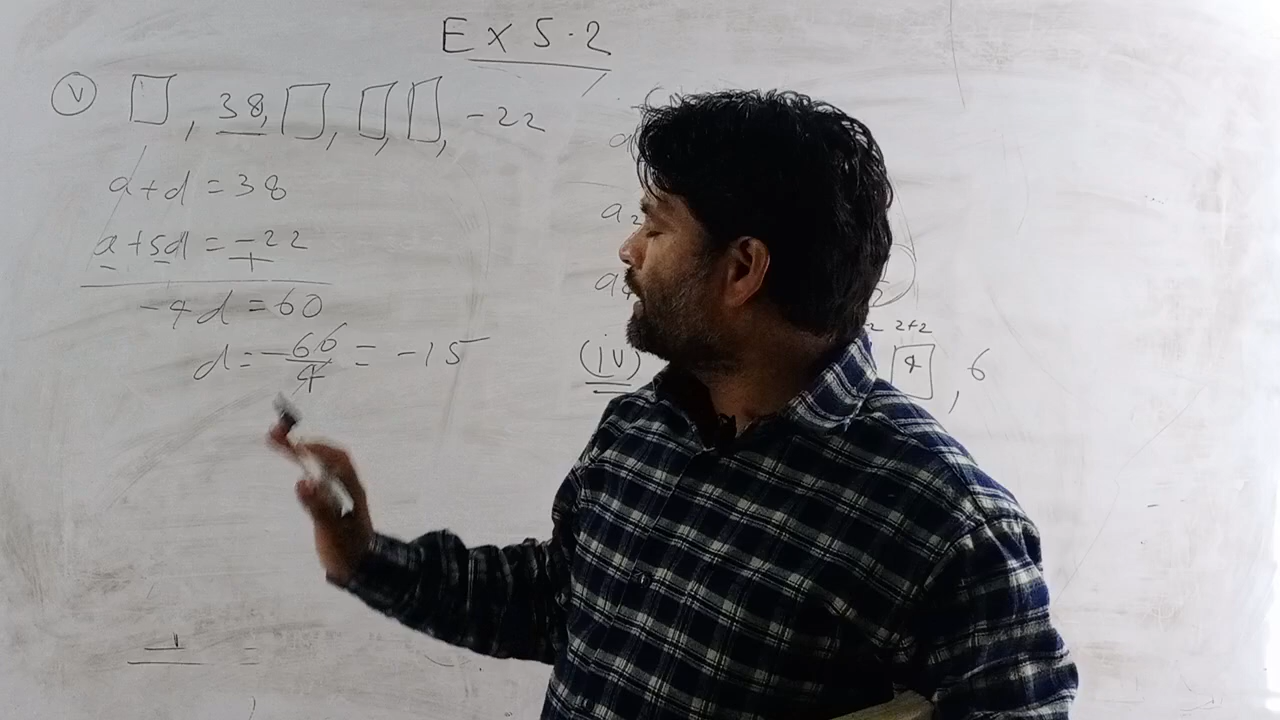 Ex 5.2
(v) □, 38, □, □, □, -22
a+d = 38
a+5d = -22
- - +
-4d = 60
d = -60/4 = -15
a₂
a₄
2+2
(iv) 4, 6